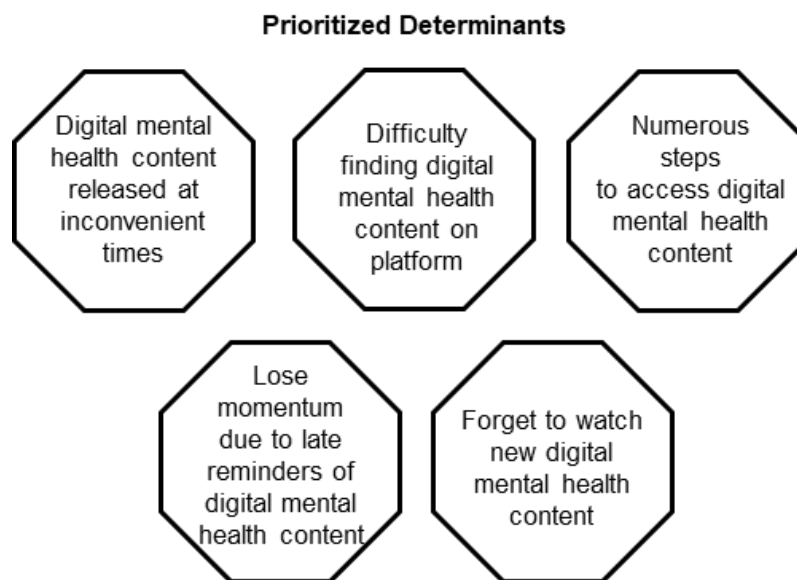 Prioritized Determinants
Digital mental
health content
released at
inconvenient
times
Difficulty
finding digital
mental health
content on
platform
Numerous
steps
to access digital
mental health
content
Lose
momentum
due to late
reminders of
digital mental
health content
Forget to watch
new digital
mental health
content